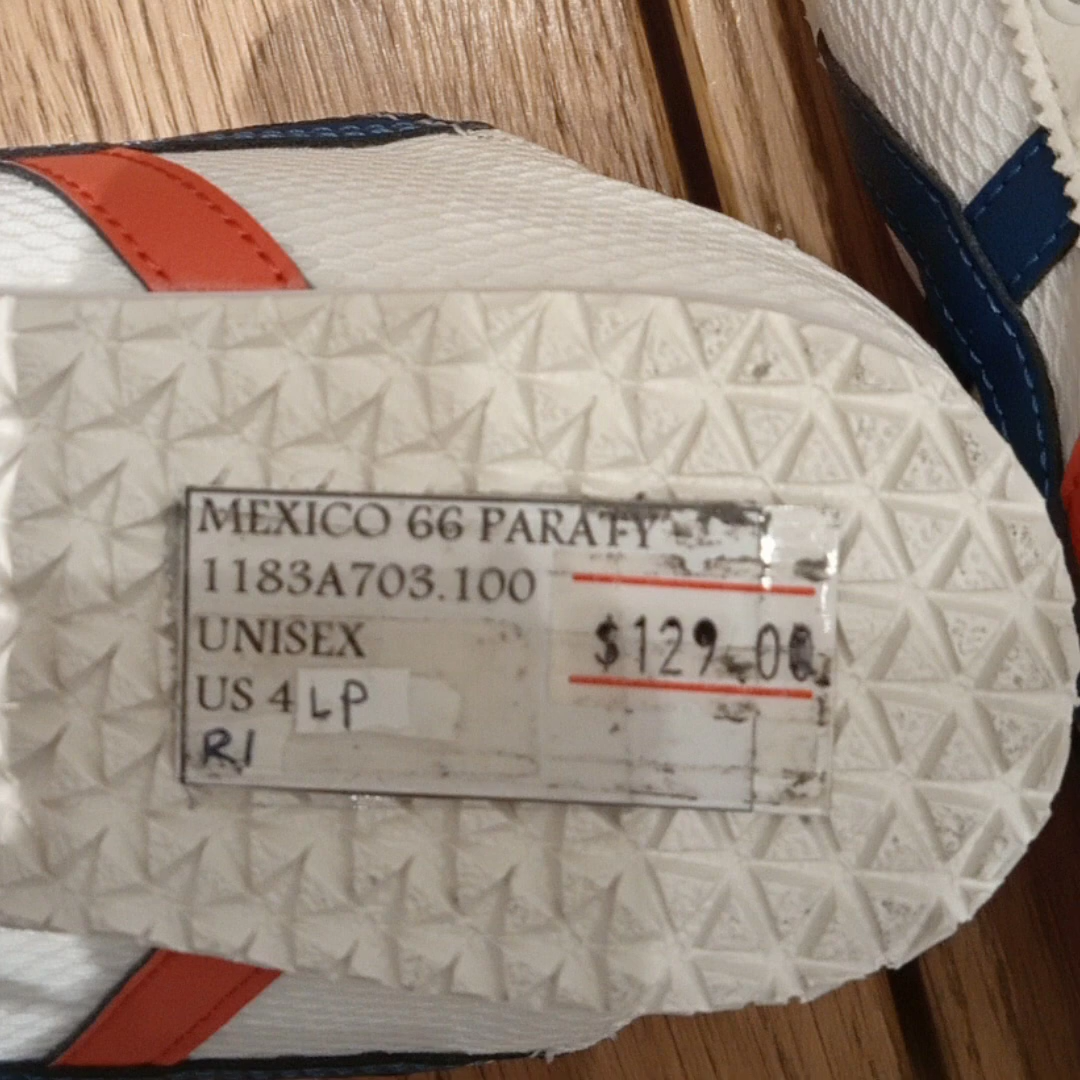 MEXICO 66 PARATY
1183A703.100
UNISEX
$129.00
US 4 LP
R1